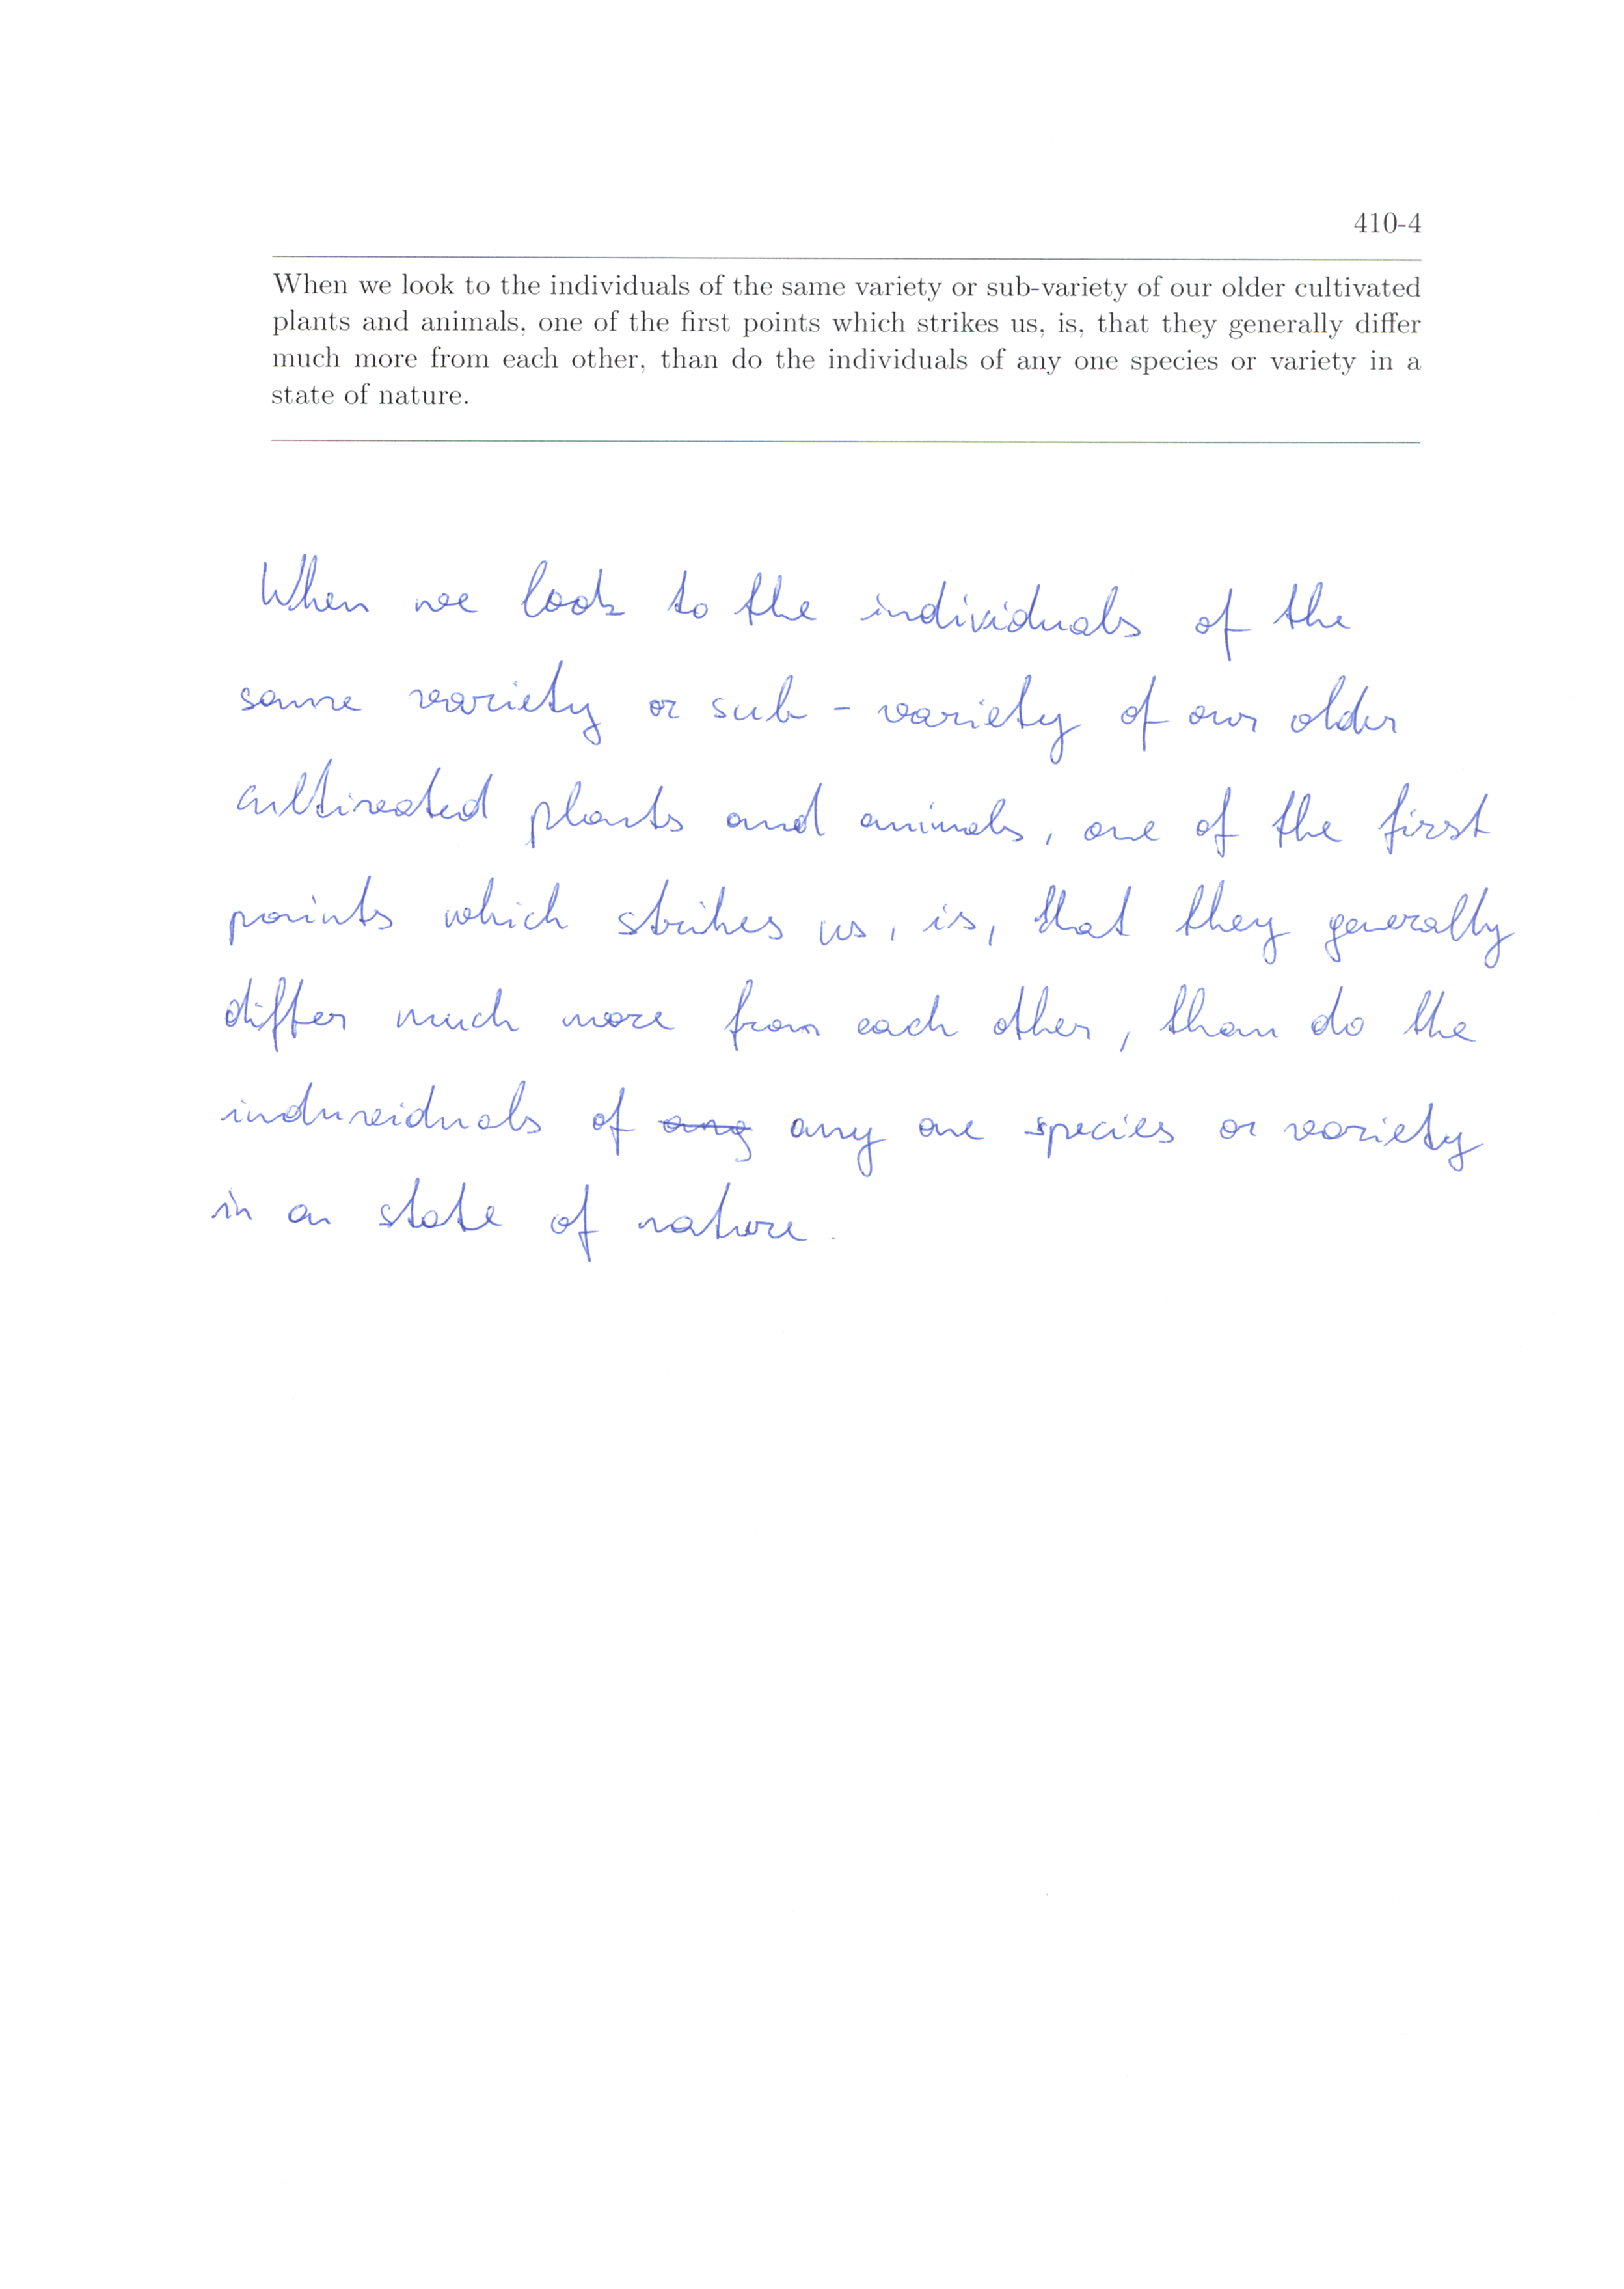 410-4
When we look to the individuals of the same variety or sub-variety of our older cultivated
plants and animals, one of the first points which strikes us, is, that they generally differ
much more from each other, than do the individuals of any one species or variety in a
state of nature.
When we look to the individuals of the
same variety or sub - variety of our older
cultivated plants and animals, one of the first
points which strikes us, is, that they generally
differ much more from each other, than do the
induviduals of any any one species or variety
in a state of nature.